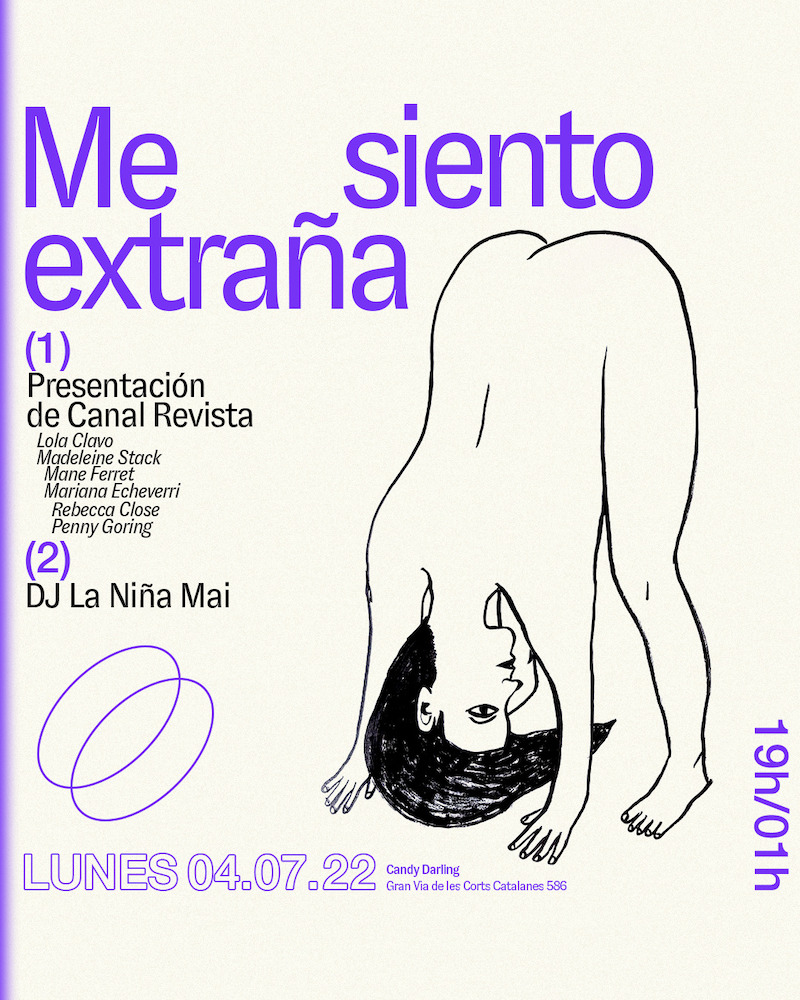 Me siento
extraña
(1)
Presentación
de Canal Revista
Lola Clavo
Madeleine Stack
Mane Ferret
Mariana Echeverri
Rebecca Close
Penny Goring
(2)
DJ La Niña Mai
19h/01h
LUNES 04.07.22
Candy Darling
Gran Via de les Corts Catalanes 586